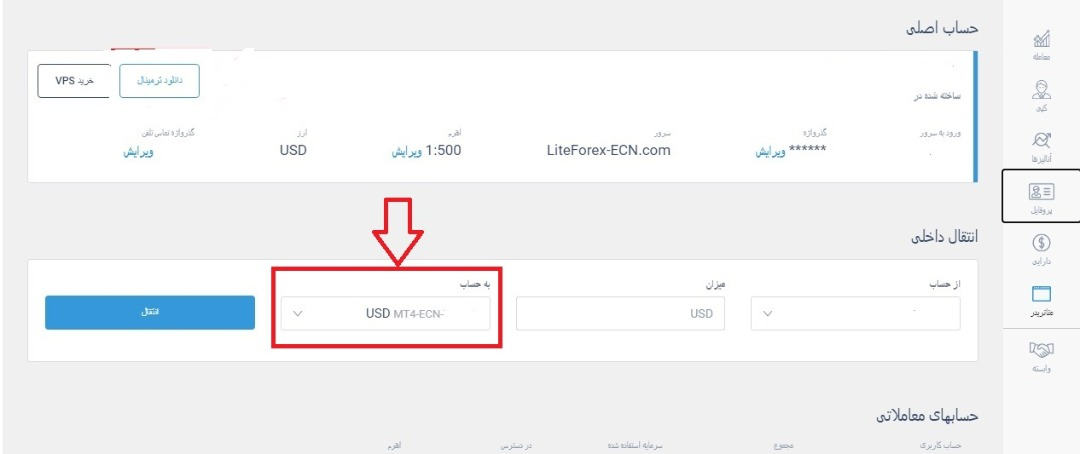 حساب اصلی
دانلود ترمینال
خرید VPS
ساخته شده در
ورود به سرور
گذرواژه
سرور
اهرم
ارز
گذرواژه تماس تلفن
****** ویرایش
LiteForex-ECN.com
1:500 ویرایش
USD
ویرایش
انتقال داخلی
از حساب
میزان
به حساب
USD
USD MT4-ECN-
انتقال
حسابهای معاملاتی
حساب کاربری
مجموع
سرمایه استفاده شده
در دسترس
اهرم
معامله
کپی
آنالیزها
پروفایل
دارایی
متاتریدر
وابسته